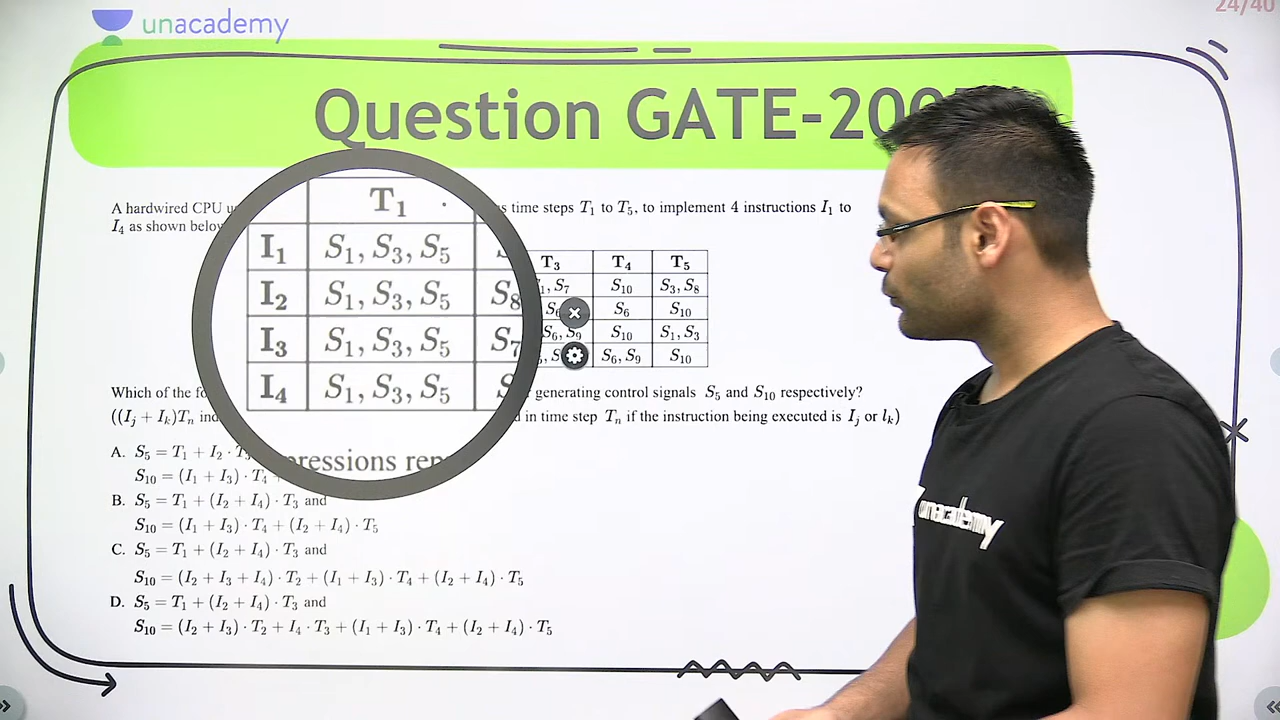 24/40
unacademy
Question GATE-200
A hardwired CPU u
s time steps T₁ to T₅, to implement 4 instructions I₁ to
I₄ as shown below
T₁
I₁ S₁, S₃, S₅
I₂ S₁, S₃, S₅ S₈
I₃ S₁, S₃, S₅ S₇
I₄ S₁, S₃, S₅ S
T₃ T₄ T₅
₁, S₇ S₁₀ S₃, S₈
S₆ S₁₀
S₆, S₉ S₁₀ S₁, S₃
S₆, S₉ S₁₀
Which of the fo
generating control signals S₅ and S₁₀ respectively?
((Iⱼ + Iₖ)Tₙ ind
d in time step Tₙ if the instruction being executed is Iⱼ or lₖ)
pressions rep
A. S₅ = T₁ + I₂ · T₃
S₁₀ = (I₁ + I₃) · T₄ +
B. S₅ = T₁ + (I₂ + I₄) · T₃ and
S₁₀ = (I₁ + I₃) · T₄ + (I₂ + I₄) · T₅
C. S₅ = T₁ + (I₂ + I₄) · T₃ and
S₁₀ = (I₂ + I₃ + I₄) · T₂ + (I₁ + I₃) · T₄ + (I₂ + I₄) · T₅
D. S₅ = T₁ + (I₂ + I₄) · T₃ and
S₁₀ = (I₂ + I₃) · T₂ + I₄ · T₃ + (I₁ + I₃) · T₄ + (I₂ + I₄) · T₅
unacademy